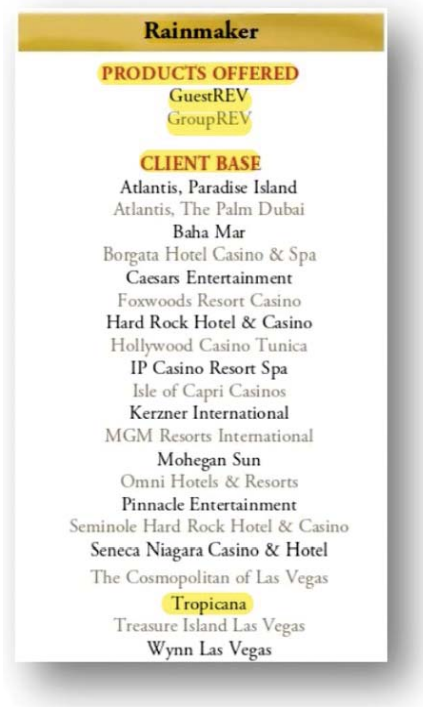 Rainmaker
PRODUCTS OFFERED
GuestREV
GroupREV
CLIENT BASE
Atlantis, Paradise Island
Atlantis, The Palm Dubai
Baha Mar
Borgata Hotel Casino & Spa
Caesars Entertainment
Foxwoods Resort Casino
Hard Rock Hotel & Casino
Hollywood Casino Tunica
IP Casino Resort Spa
Isle of Capri Casinos
Kerzner International
MGM Resorts International
Mohegan Sun
Omni Hotels & Resorts
Pinnacle Entertainment
Seminole Hard Rock Hotel & Casino
Seneca Niagara Casino & Hotel
The Cosmopolitan of Las Vegas
Tropicana
Treasure Island Las Vegas
Wynn Las Vegas